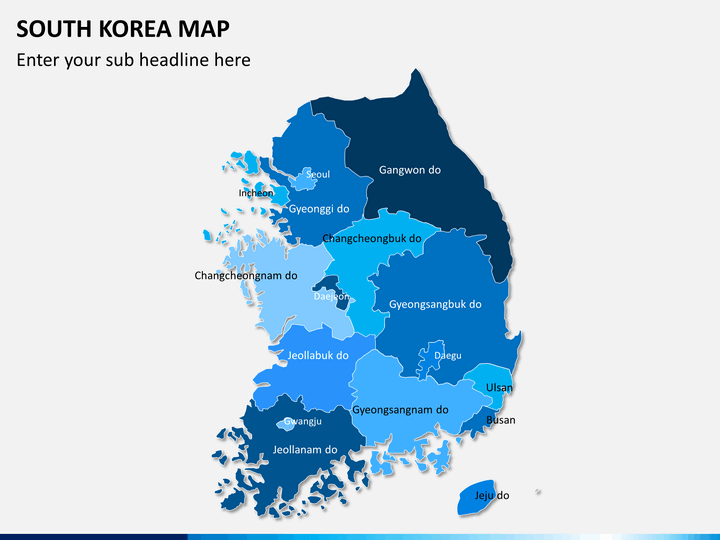 SOUTH KOREA MAP
Enter your sub headline here
Gangwon do
Seoul
Incheon
Gyeonggi do
Changcheongbuk do
Changcheongnam do
Daejeon
Gyeongsangbuk do
Jeollabuk do
Daegu
Ulsan
Gyeongsangnam do
Busan
Gwangju
Jeollanam do
Jeju do